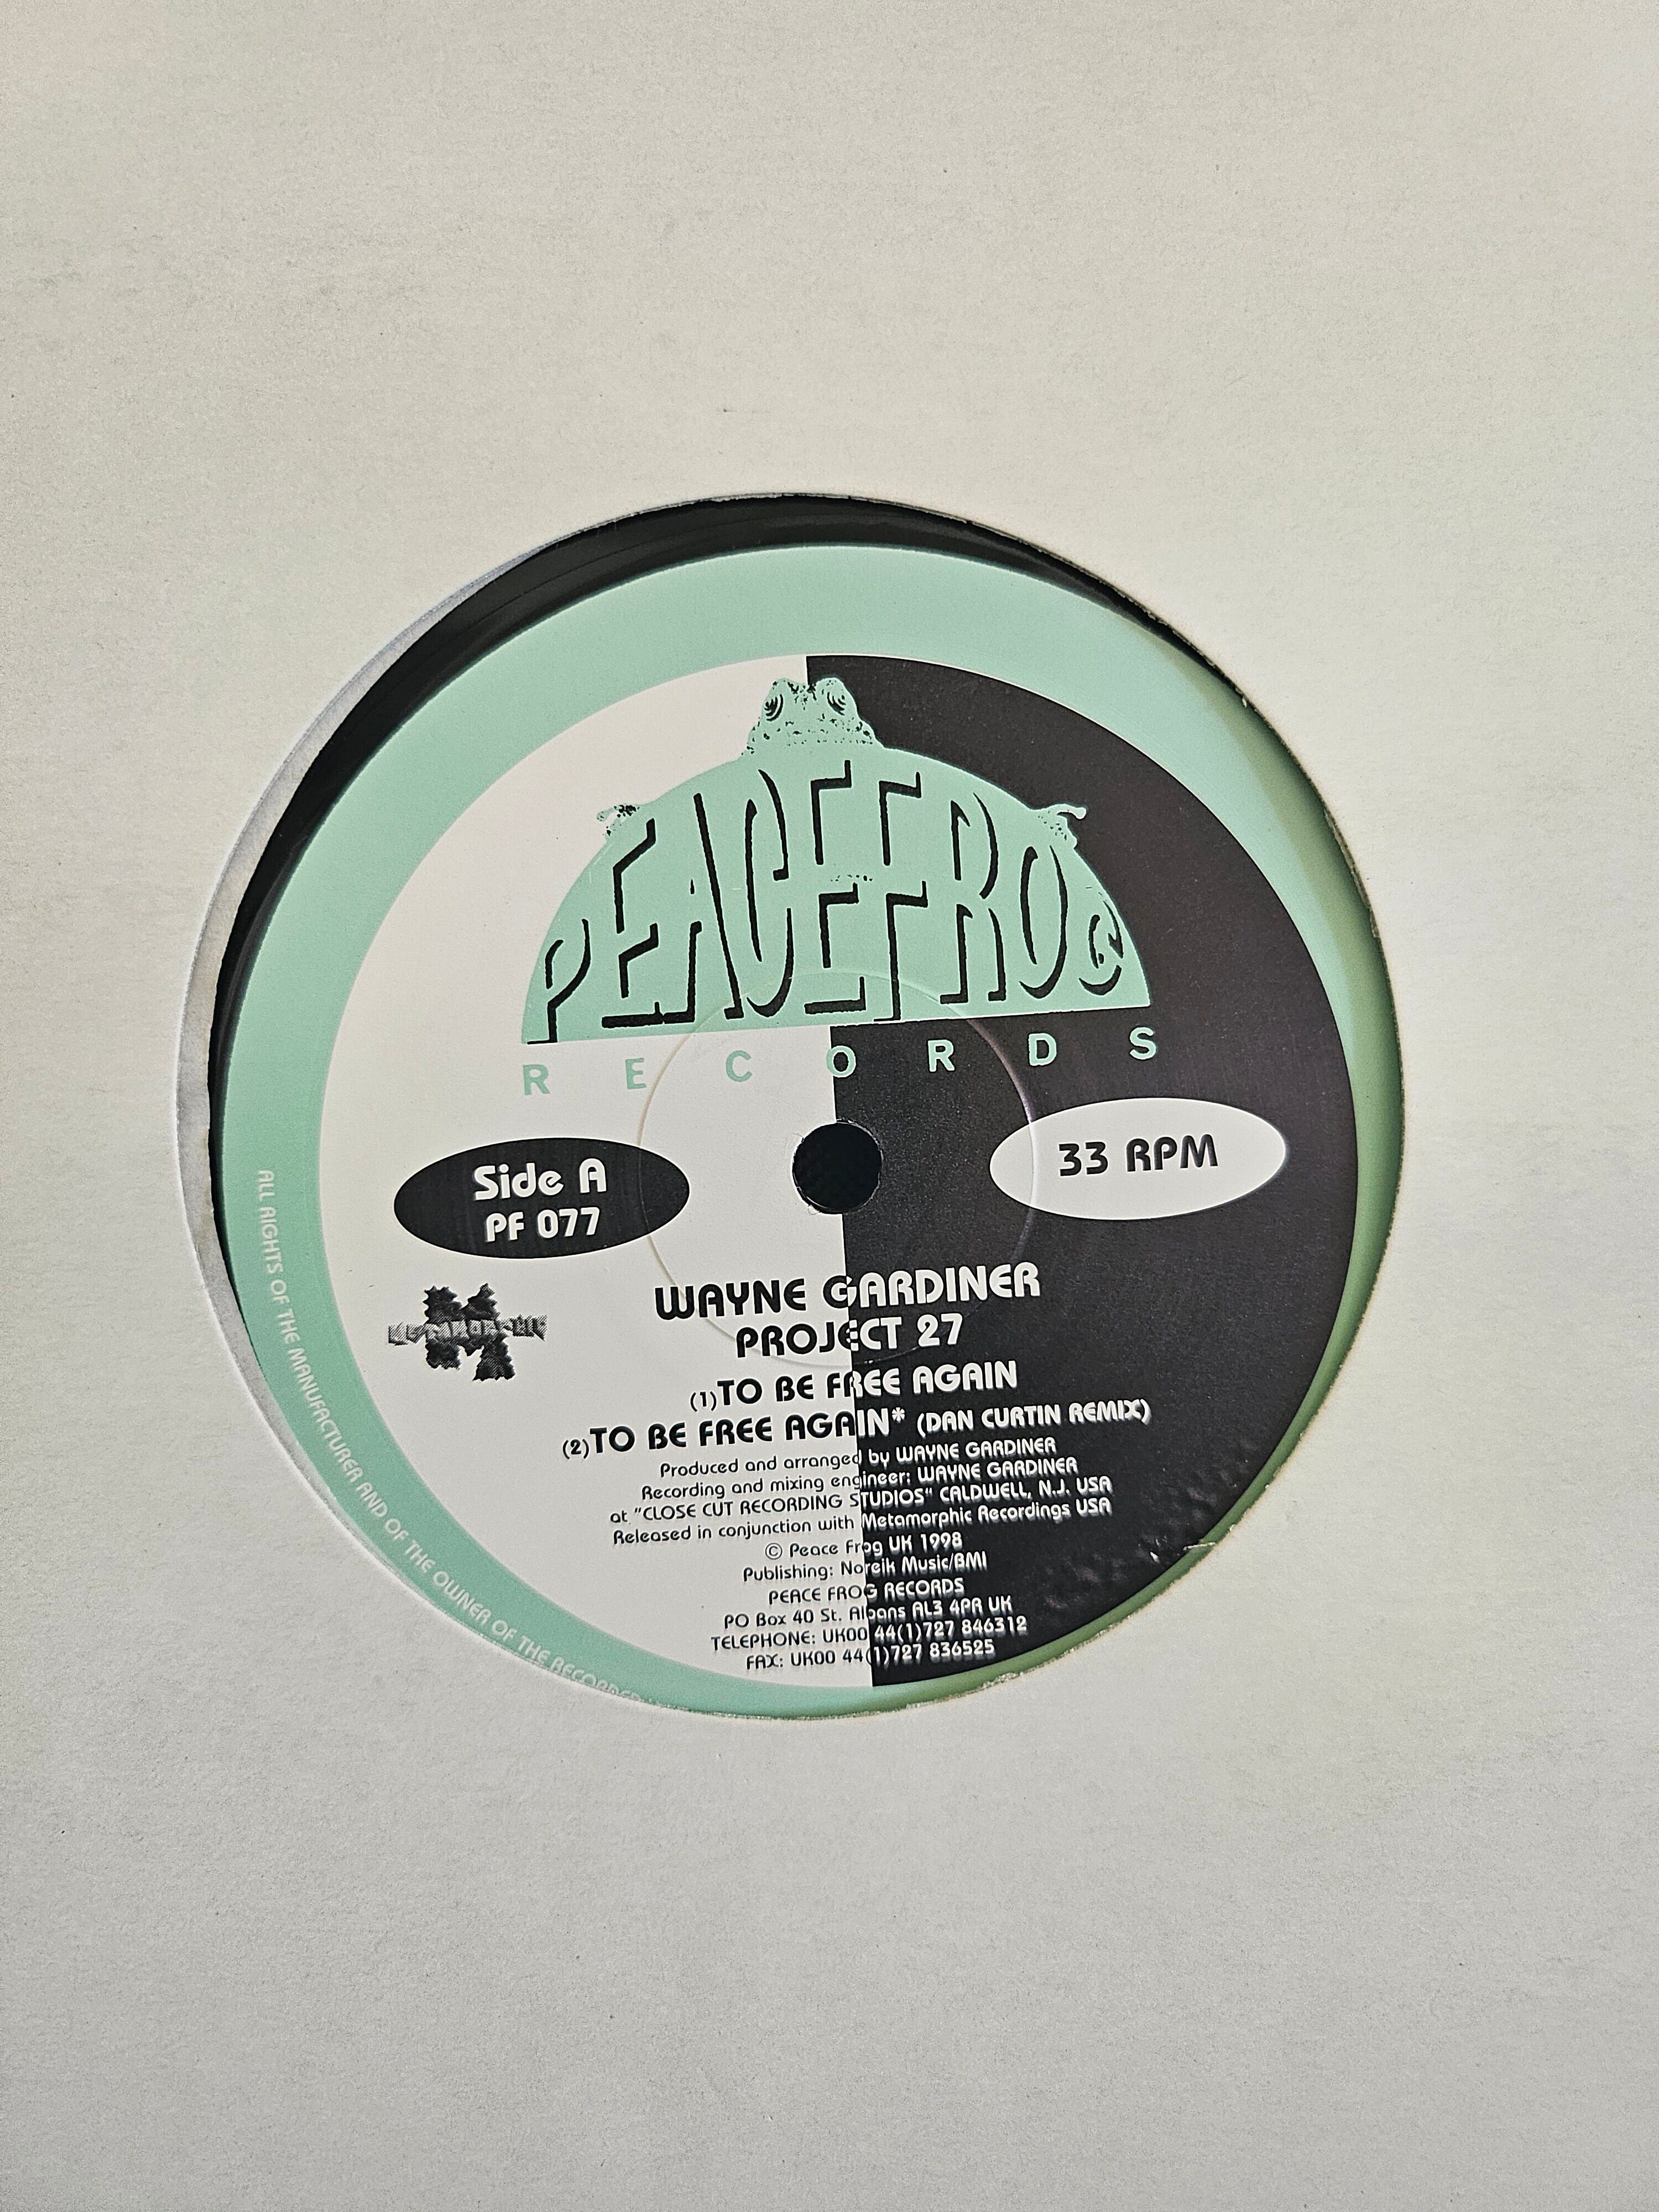 PEACEFROG
RECORDS
Side A
PF 077
33 RPM
WAYNE GARDINER
PROJECT 27
(1)TO BE FREE AGAIN
(2)TO BE FREE AGAIN* (DAN CURTIN REMIX)
Produced and arranged by WAYNE GARDINER
Recording and mixing engineer: WAYNE GARDINER
at "CLOSE CUT RECORDING STUDIOS" CALDWELL, N.J. USA
Released in conjunction with Metamorphic Recordings USA
© Peace Frog UK 1998
Publishing: Noreik Music/BMI
PEACE FROG RECORDS
PO Box 40 St. Albans AL3 4PR UK
TELEPHONE: UK00 44(1)727 846312
FAX: UK00 44(1)727 836525
ALL RIGHTS OF THE MANUFACTURER AND OF THE OWNER OF THE RECORDED